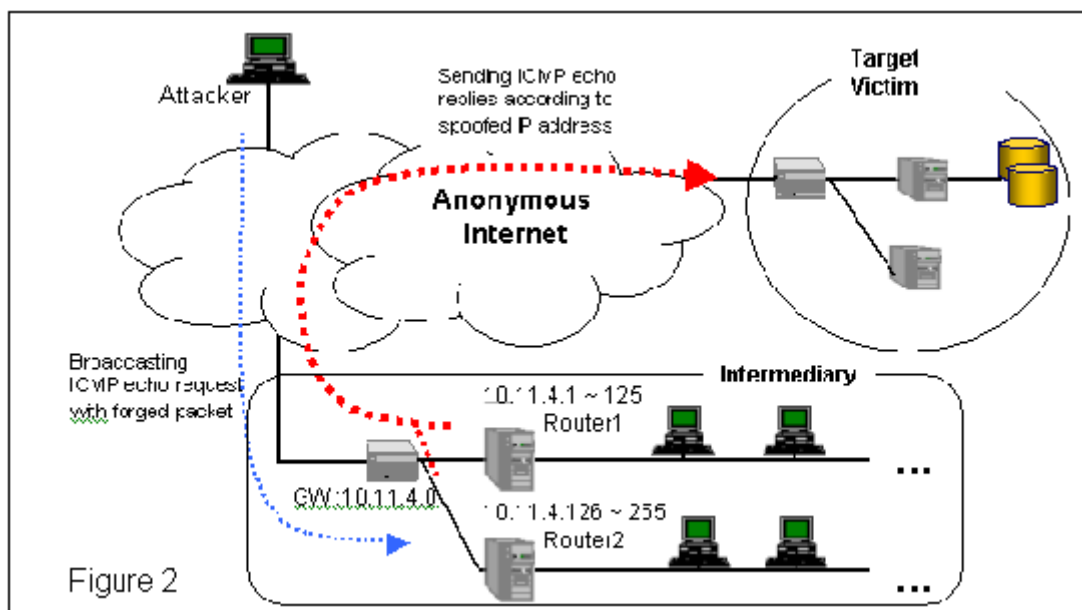 Attacker
Sending ICMP echo
replies according to
spoofed IP address
Target
Victim
Anonymous
Internet
Broadcasting
ICMP echo request
with forged packet
Intermediary
10.11.4.1 ~ 125
Router1
GW:10.11.4.0
10.11.4.126 ~ 255
Router2
...
...
Figure 2